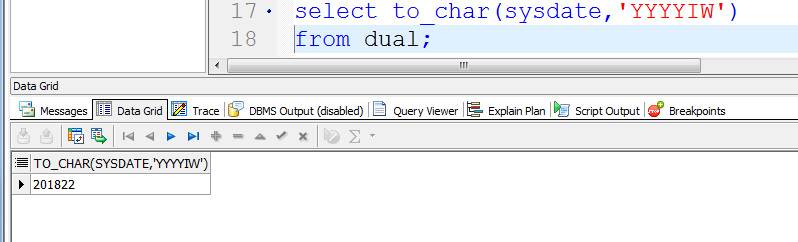 17 select to_char(sysdate,'YYYYIW')
18 from dual;
Data Grid
Messages Data Grid Trace DBMS Output (disabled) Query Viewer Explain Plan Script Output Breakpoints
TO_CHAR(SYSDATE,'YYYYIW')
201822